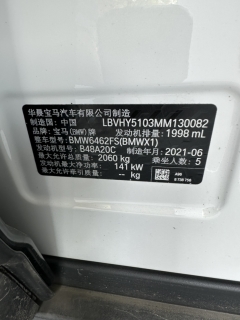 华晨宝马汽车有限公司制造
制造国：中国 LBVHY5103MM130082
品牌：宝马(BMW)牌 发动机排量：1998 mL
整车型号：BMW6462FS(BMWX1)
发动机型号：B48A20C 制造年月：2021-06
最大允许总质量：2060 kg 乘坐人数：5
发动机最大净功率：141 kW
最大允许牵引质量：— kg